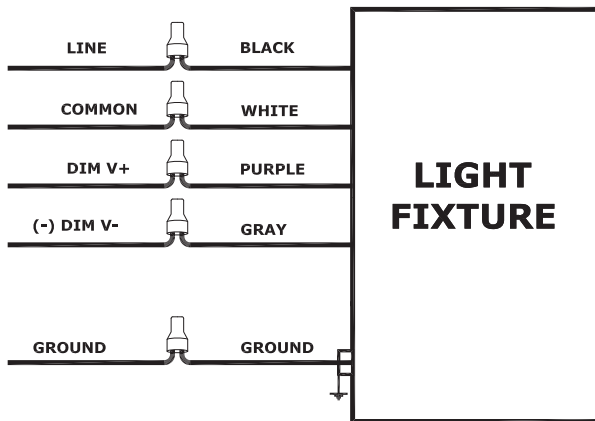 LINE BLACK
COMMON WHITE
DIM V+ PURPLE
(-) DIM V- GRAY
GROUND GROUND
LIGHT
FIXTURE